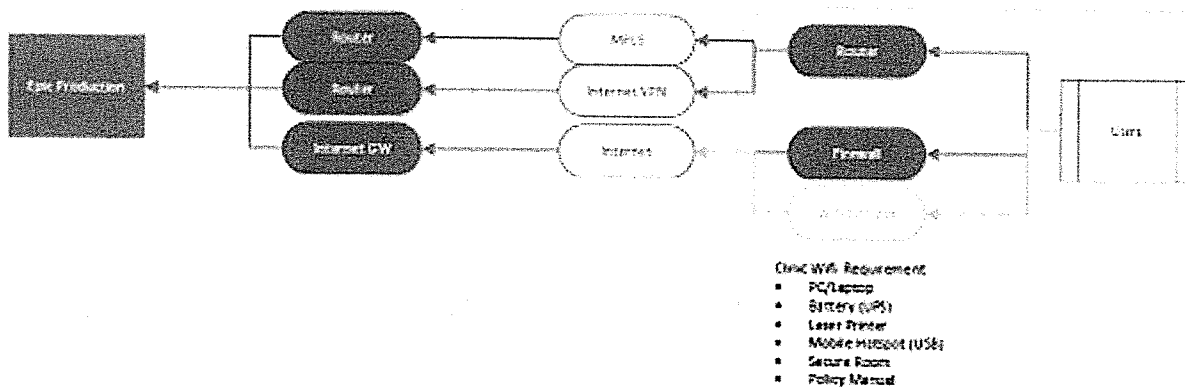 Router
MPLS
Router
Epic Production
Router
Internet VPN
Users
Internet GW
Internet
Firewall
Clinic Wifi Requirement
▪ PC/Laptop
▪ Battery (UPS)
▪ Laser Printer
▪ Mobile Hotspot (USB)
▪ Secure Room
▪ Policy Manual